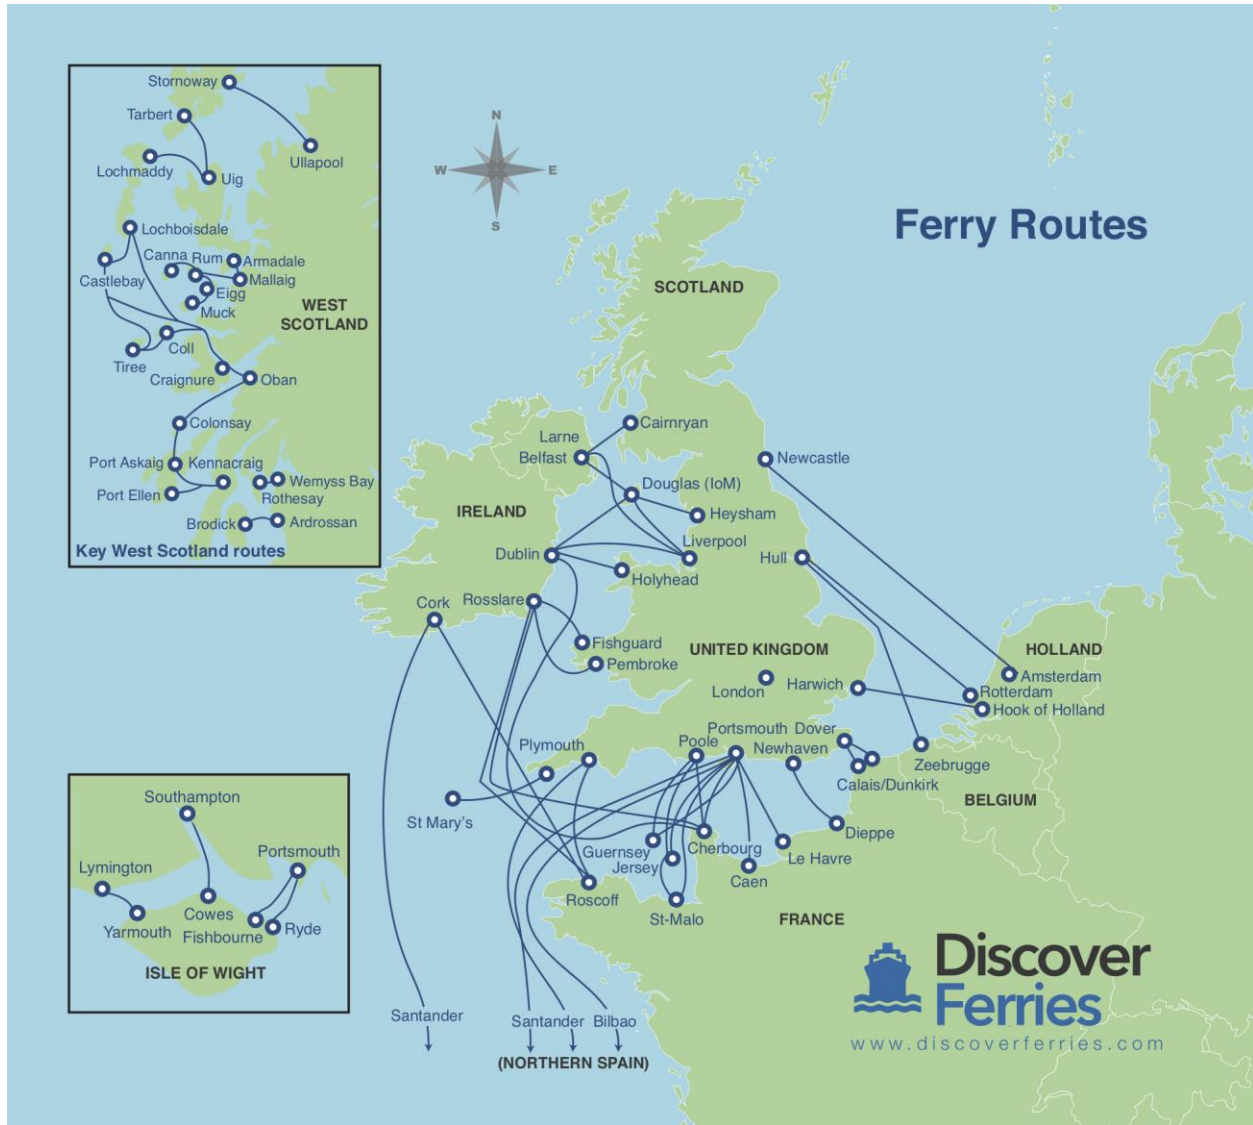 Ferry Routes
N
W
E
S
Stornoway
Tarbert
Ullapool
Lochmaddy
Uig
Lochboisdale
Canna
Rum
Armadale
Castlebay
Mallaig
Eigg
Muck
WEST
SCOTLAND
Coll
Tiree
Craignure
Oban
Colonsay
Port Askaig
Kennacraig
Port Ellen
Wemyss Bay
Rothesay
Brodick
Ardrossan
Key West Scotland routes
SCOTLAND
Cairnryan
Larne
Belfast
Newcastle
Douglas (IoM)
IRELAND
Heysham
Dublin
Liverpool
Hull
Holyhead
Cork
Rosslare
Fishguard
Pembroke
UNITED KINGDOM
HOLLAND
London
Harwich
Amsterdam
Rotterdam
Hook of Holland
Portsmouth
Dover
Plymouth
Poole
Newhaven
Zeebrugge
Calais/Dunkirk
BELGIUM
St Mary's
Dieppe
Guernsey
Cherbourg
Jersey
Le Havre
Caen
Roscoff
St-Malo
FRANCE
Southampton
Portsmouth
Lymington
Cowes
Yarmouth
Fishbourne
Ryde
ISLE OF WIGHT
Santander
Santander
Bilbao
(NORTHERN SPAIN)
Discover
Ferries
www.discoverferries.com